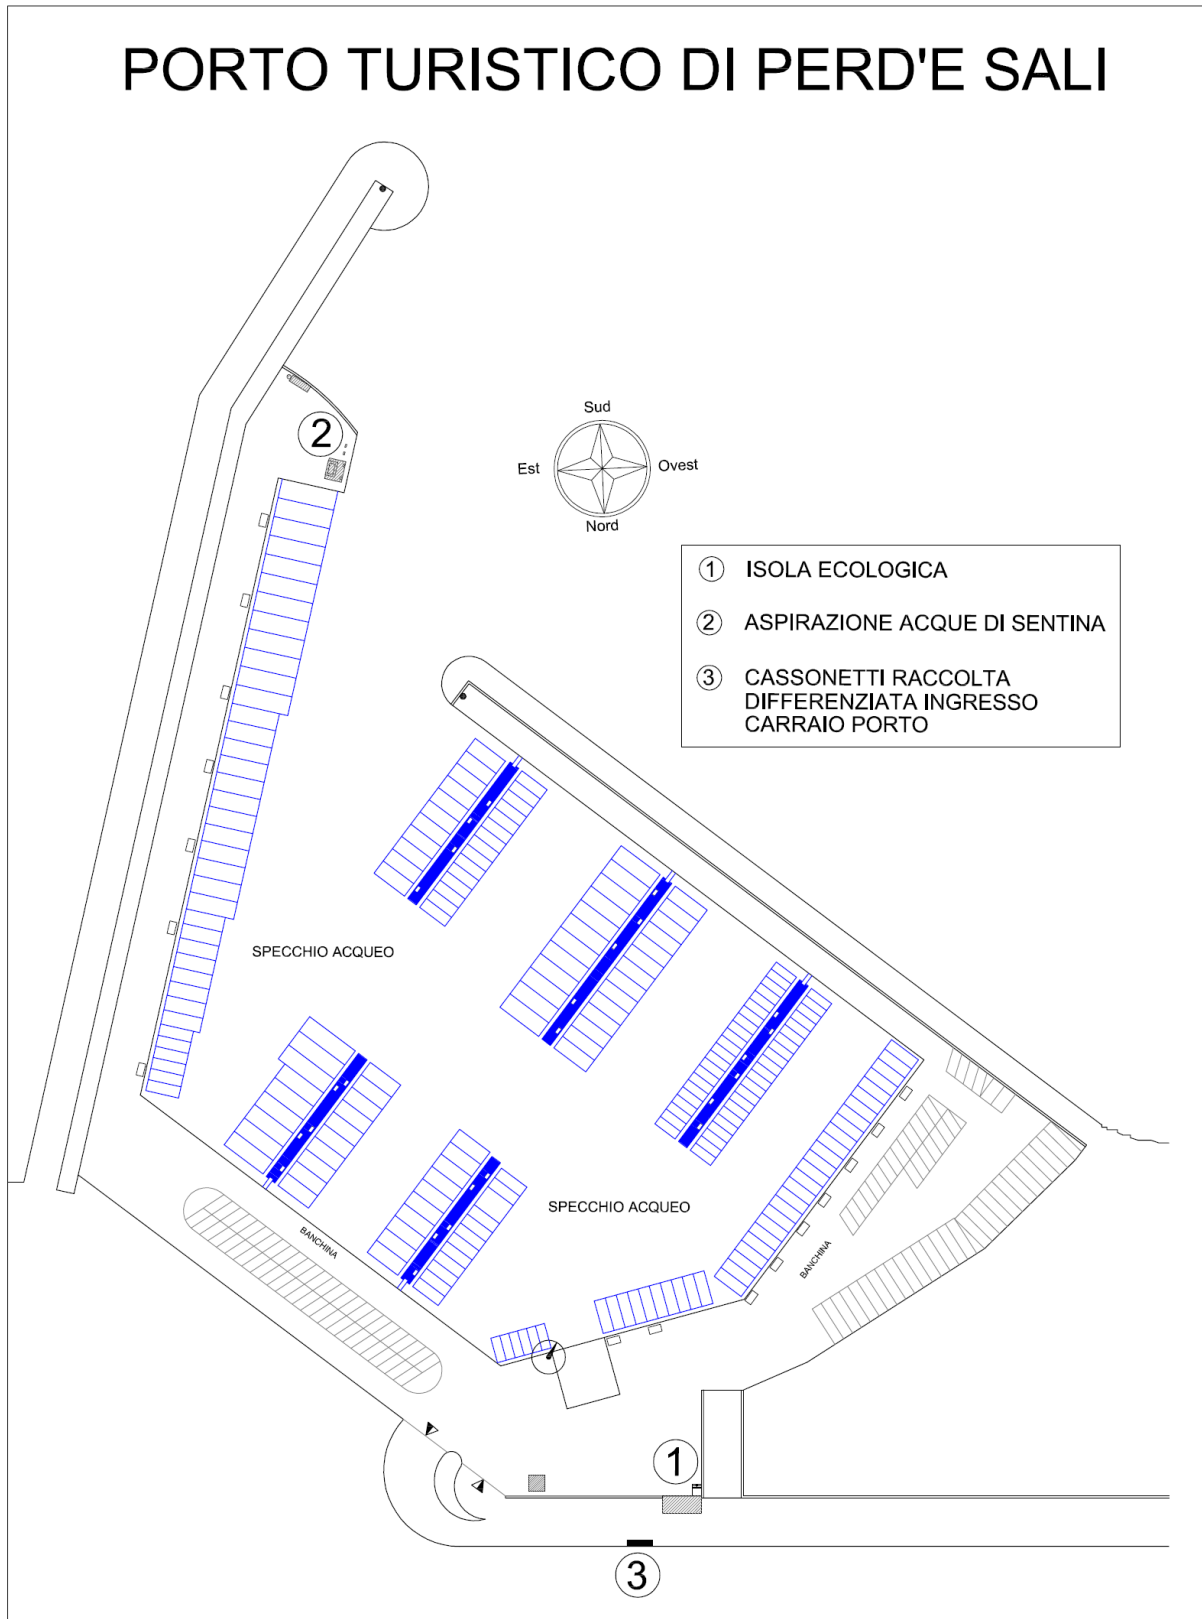 PORTO TURISTICO DI PERD'E SALI
2
Sud
Est
Ovest
Nord
1 ISOLA ECOLOGICA
2 ASPIRAZIONE ACQUE DI SENTINA
3 CASSONETTI RACCOLTA
DIFFERENZIATA INGRESSO
CARRAIO PORTO
SPECCHIO ACQUEO
SPECCHIO ACQUEO
BANCHINA
BANCHINA
1
3